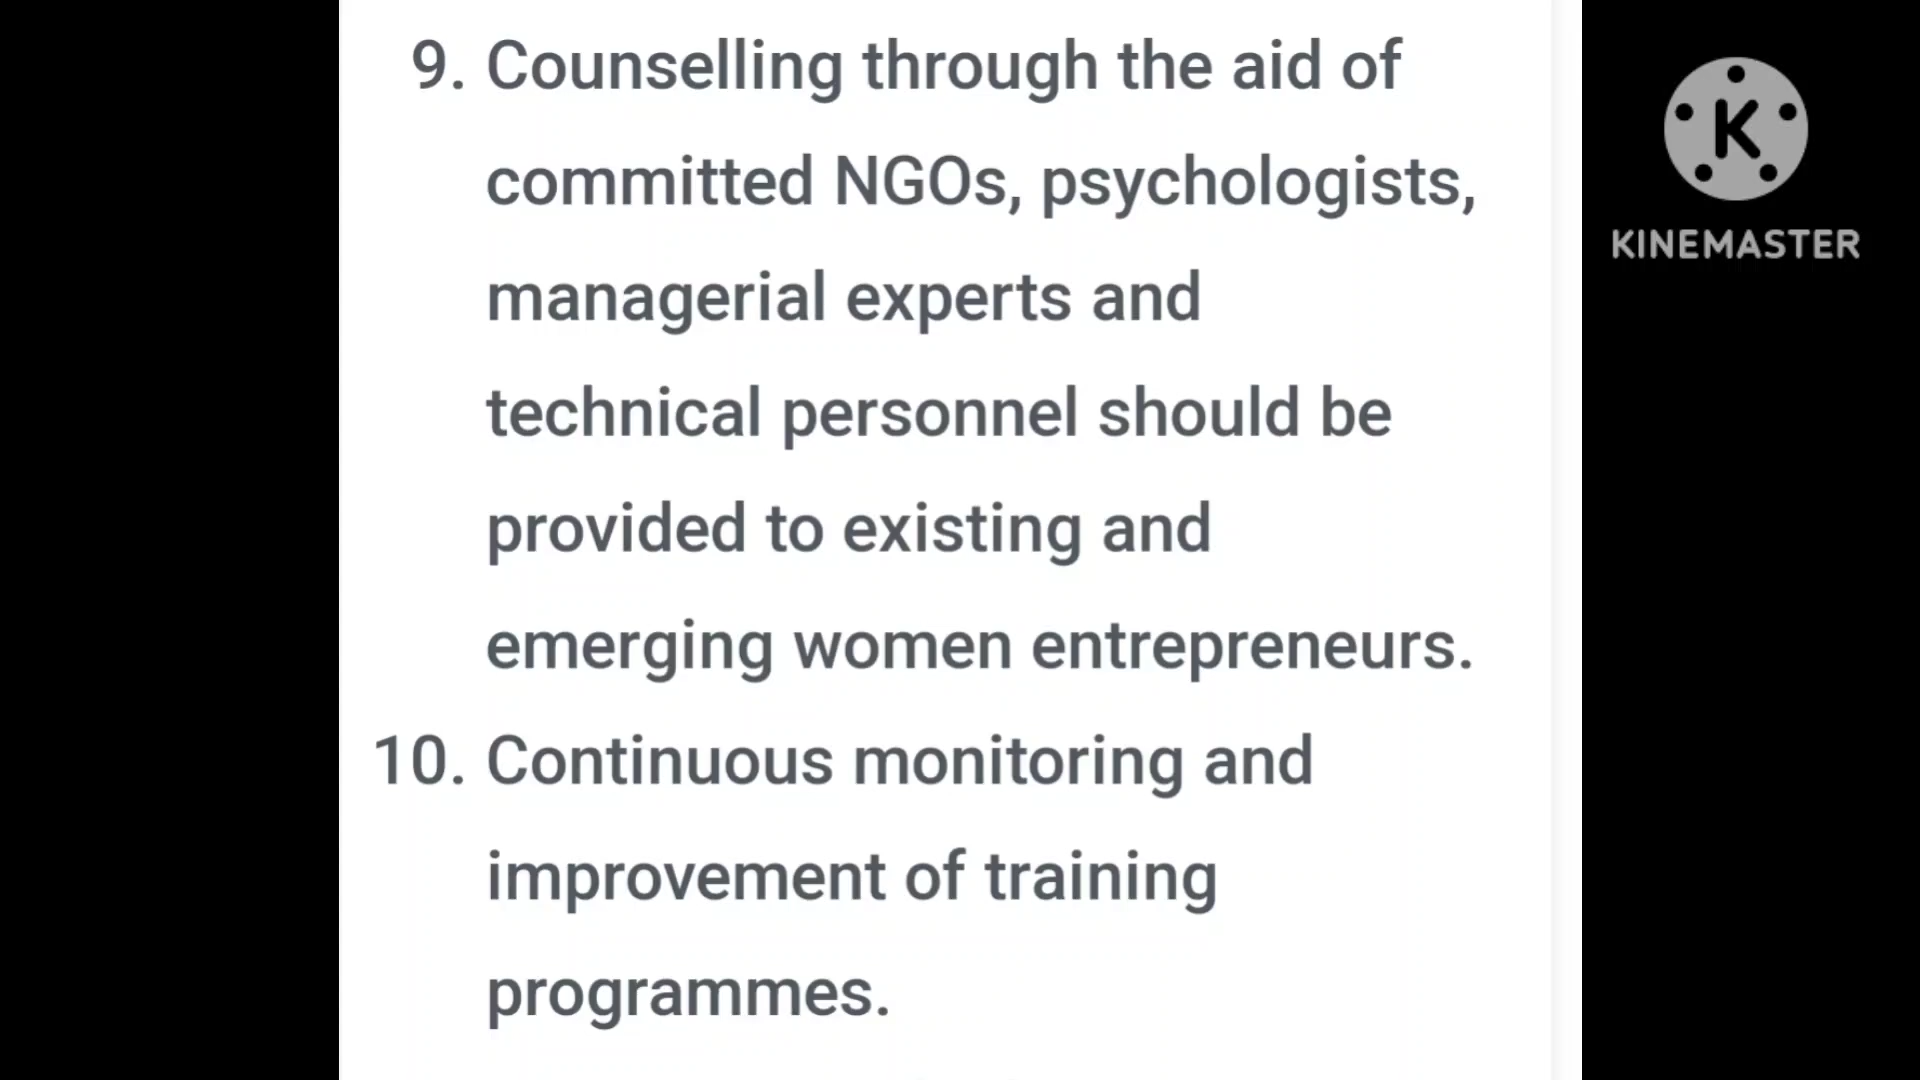 9. Counselling through the aid of
committed NGOs, psychologists,
managerial experts and
technical personnel should be
provided to existing and
emerging women entrepreneurs.
10. Continuous monitoring and
improvement of training
programmes.
K
KINEMASTER